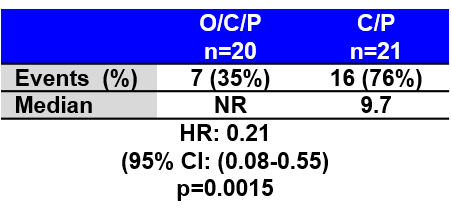 O/C/P C/P
n=20 n=21
Events (%) 7 (35%) 16 (76%)
Median NR 9.7
HR: 0.21
(95% CI: (0.08-0.55)
p=0.0015